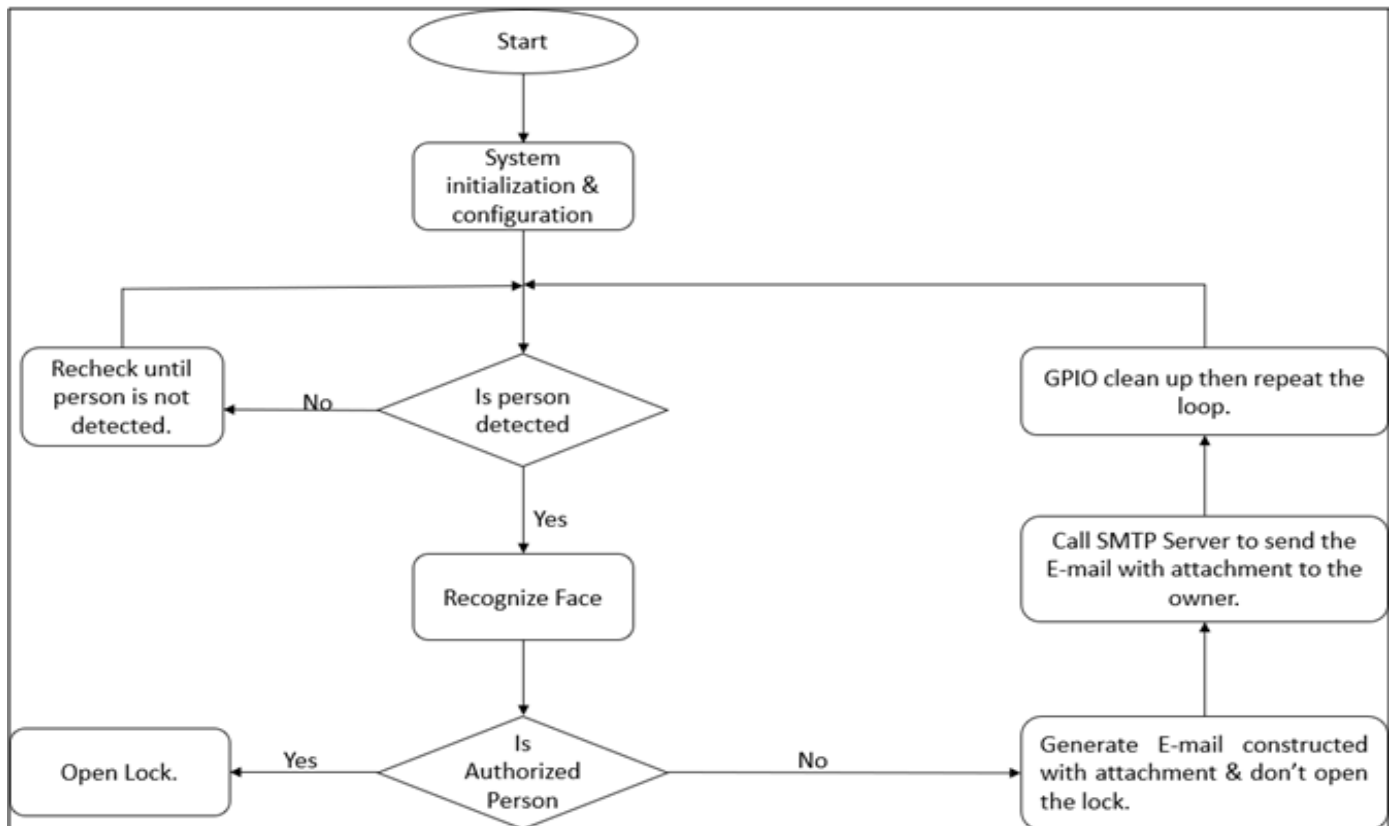 Start
System
initialization &
configuration
Recheck until
person is not
detected.
No
Is person
detected
GPIO clean up then repeat the
loop.
Yes
Call SMTP Server to send the
E-mail with attachment to the
owner.
Recognize Face
Open Lock.
Yes
Is
Authorized
Person
No
Generate E-mail constructed
with attachment & don’t open
the lock.